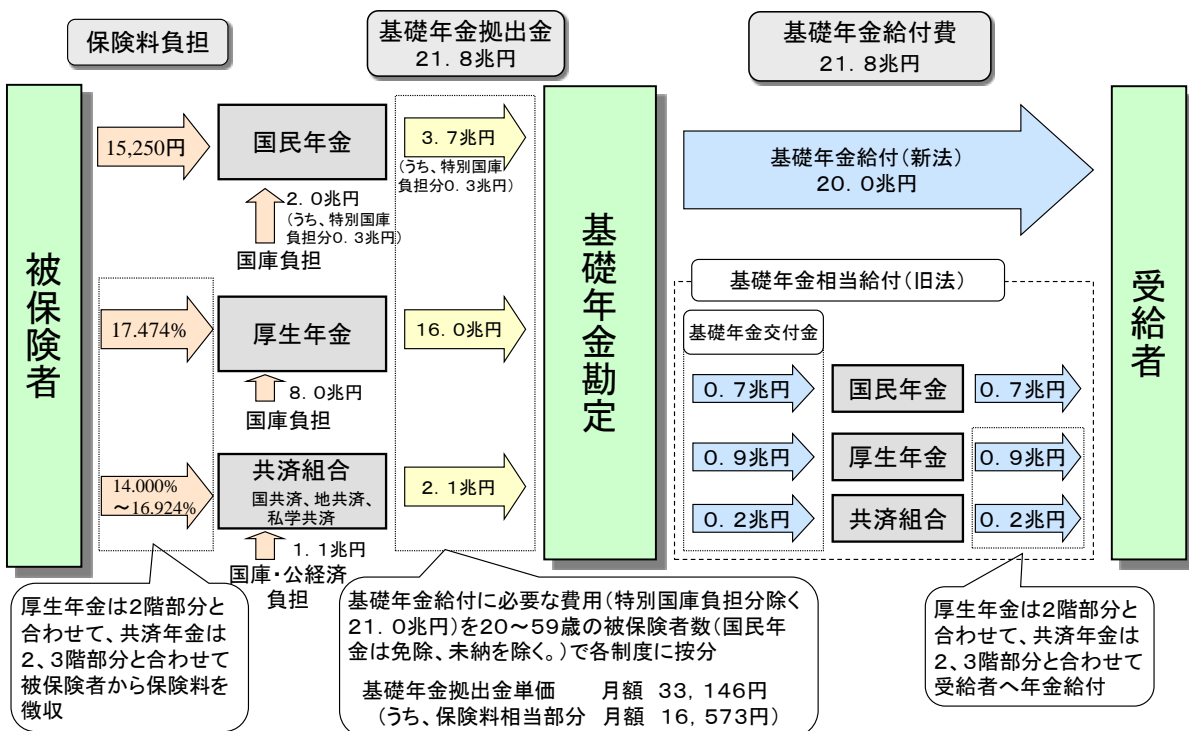 保険料負担
基礎年金拠出金
21.8兆円
基礎年金給付費
21.8兆円
被保険者
15,250円
国民年金
2.0兆円
(うち、特別国庫
負担分0.3兆円)
国庫負担
3.7兆円
(うち、特別国庫
負担分0.3兆円)
17.474%
厚生年金
8.0兆円
国庫負担
16.0兆円
14.000%
~16.924%
共済組合
国共済、地共済、
私学共済
1.1兆円
国庫・公経済
負担
2.1兆円
基礎年金勘定
基礎年金給付(新法)
20.0兆円
基礎年金相当給付(旧法)
基礎年金交付金
0.7兆円
国民年金
0.7兆円
0.9兆円
厚生年金
0.9兆円
0.2兆円
共済組合
0.2兆円
受給者
厚生年金は2階部分と
合わせて、共済年金は
2、3階部分と合わせて
被保険者から保険料を
徴収
基礎年金給付に必要な費用(特別国庫負担分除く
21.0兆円)を20~59歳の被保険者数(国民年
金は免除、未納を除く。)で各制度に按分
基礎年金拠出金単価 月額 33,146円
(うち、保険料相当部分 月額 16,573円)
厚生年金は2階部分と
合わせて、共済年金は
2、3階部分と合わせて
受給者へ年金給付